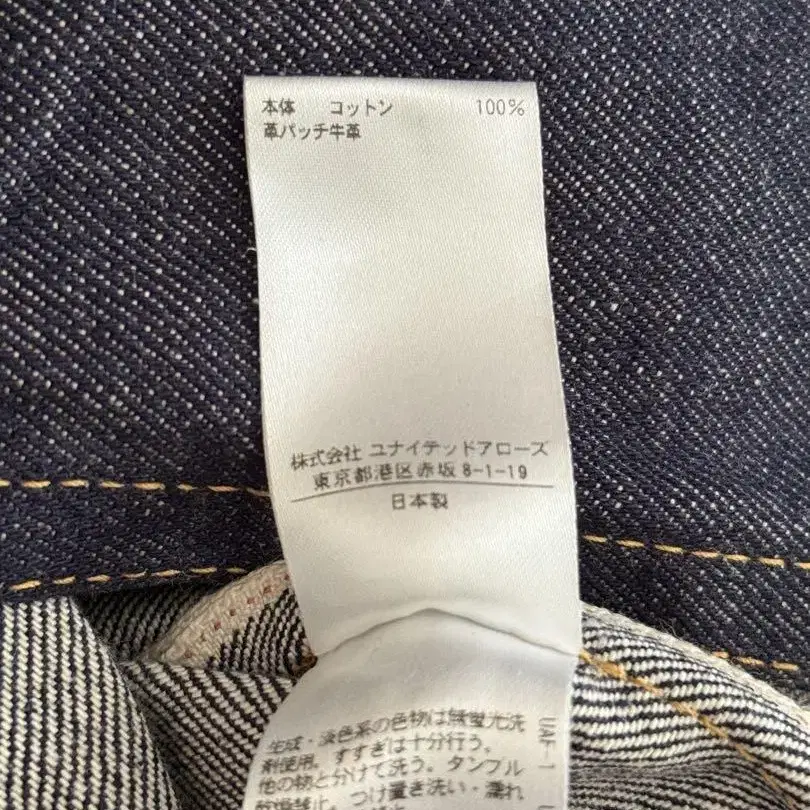 本体 コットン 100%
革パッチ牛革
株式会社 ユナイテッドアローズ
東京都港区赤坂 8-1-19
日本製
生成・淡色系の色物は無蛍光洗
剤使用。すすぎは十分行う。
他の物と分けて洗う。タンブル
乾燥禁止。つけ置き洗い・濡れ